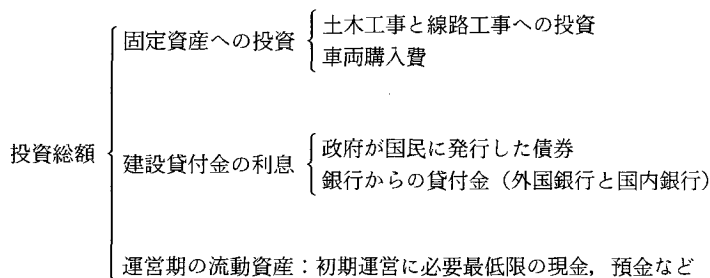 固定資産への投資
土木工事と線路工事への投資
車両購入費
投資総額
建設貸付金の利息
政府が国民に発行した債券
銀行からの貸付金（外国銀行と国内銀行）
運営期の流動資産：初期運営に必要最低限の現金，預金など